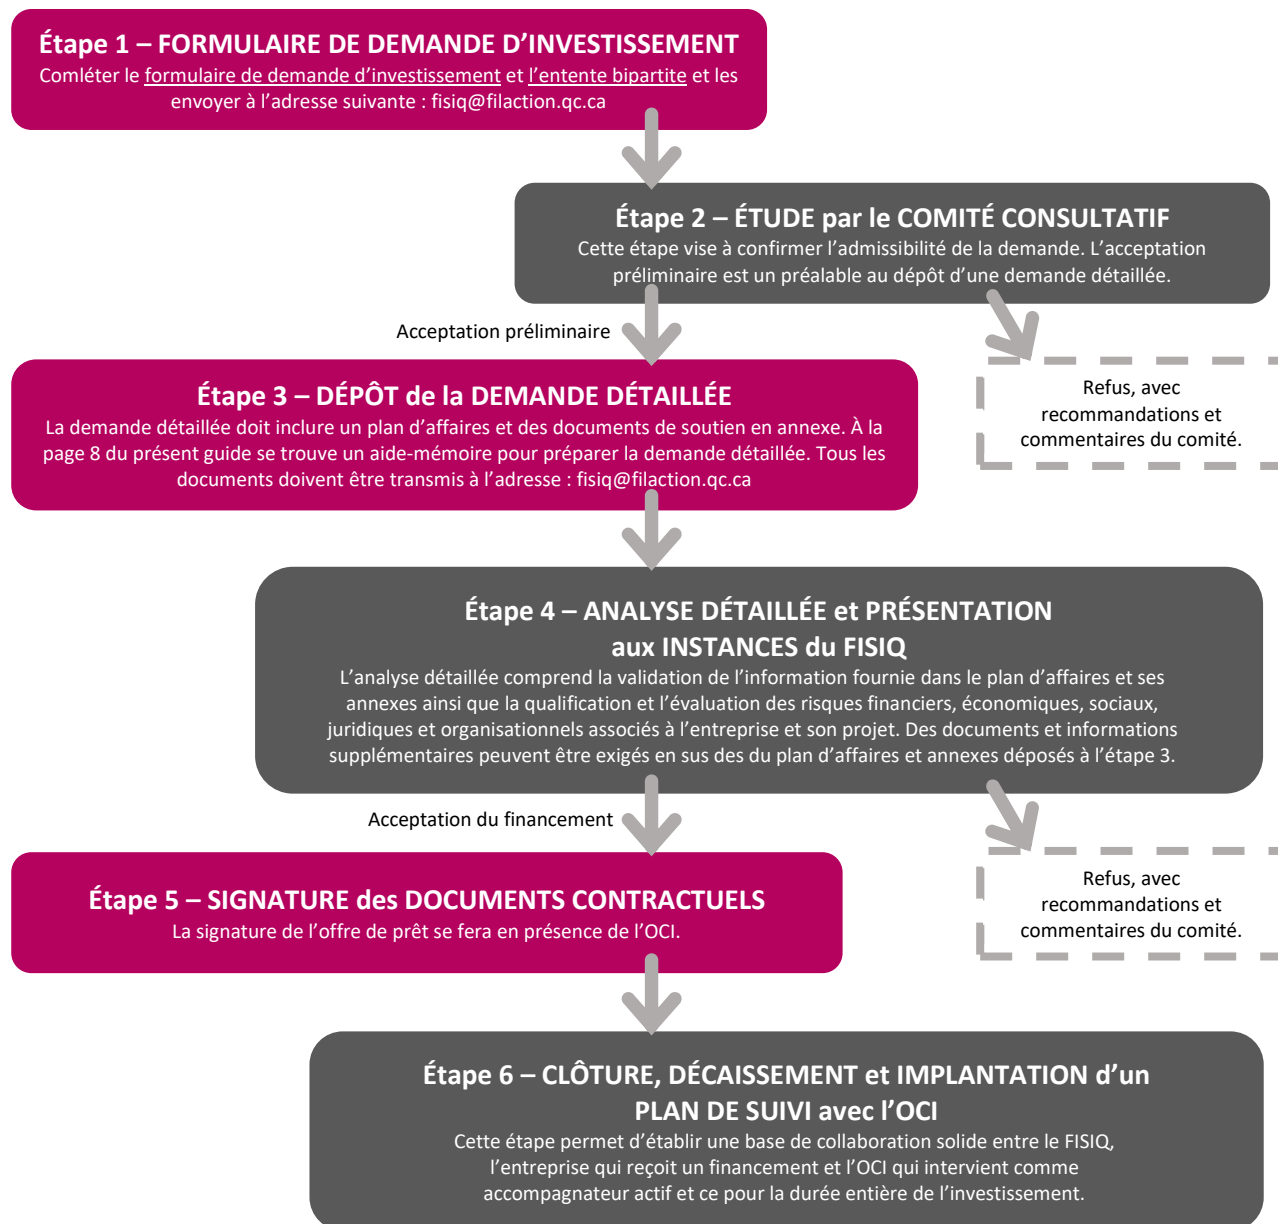 Étape 1 – FORMULAIRE DE DEMANDE D’INVESTISSEMENT
Comléter le formulaire de demande d’investissement et l’entente bipartite et les
envoyer à l’adresse suivante : fisiq@filaction.qc.ca
Étape 2 – ÉTUDE par le COMITÉ CONSULTATIF
Cette étape vise à confirmer l’admissibilité de la demande. L’acceptation
préliminaire est un préalable au dépôt d’une demande détaillée.
Acceptation préliminaire
Refus, avec
recommandations et
commentaires du comité.
Étape 3 – DÉPÔT de la DEMANDE DÉTAILLÉE
La demande détaillée doit inclure un plan d’affaires et des documents de soutien en annexe. À la
page 8 du présent guide se trouve un aide-mémoire pour préparer la demande détaillée. Tous les
documents doivent être transmis à l’adresse : fisiq@filaction.qc.ca
Étape 4 – ANALYSE DÉTAILLÉE et PRÉSENTATION
aux INSTANCES du FISIQ
L’analyse détaillée comprend la validation de l’information fournie dans le plan d’affaires et ses
annexes ainsi que la qualification et l’évaluation des risques financiers, économiques, sociaux,
juridiques et organisationnels associés à l’entreprise et son projet. Des documents et informations
supplémentaires peuvent être exigés en sus des du plan d’affaires et annexes déposés à l’étape 3.
Acceptation du financement
Refus, avec
recommandations et
commentaires du comité.
Étape 5 – SIGNATURE des DOCUMENTS CONTRACTUELS
La signature de l’offre de prêt se fera en présence de l’OCI.
Étape 6 – CLÔTURE, DÉCAISSEMENT et IMPLANTATION d’un
PLAN DE SUIVI avec l’OCI
Cette étape permet d’établir une base de collaboration solide entre le FISIQ,
l’entreprise qui reçoit un financement et l’OCI qui intervient comme
accompagnateur actif et ce pour la durée entière de l’investissement.